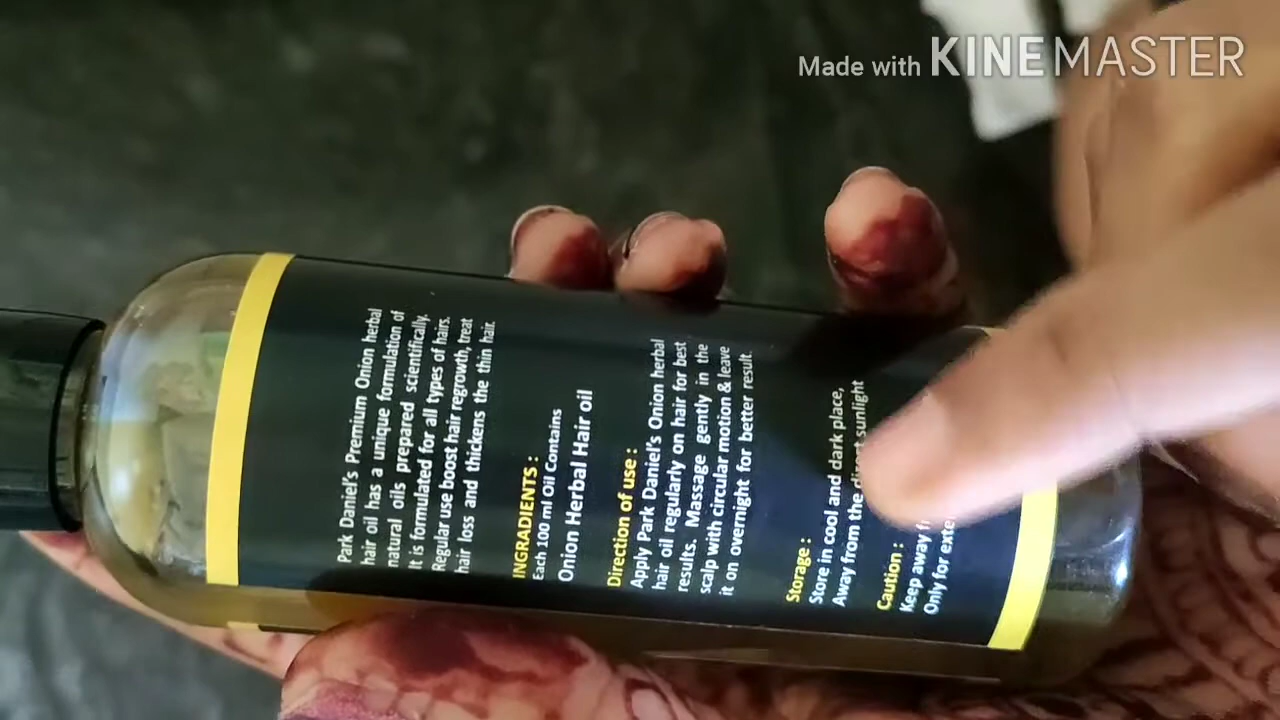 Made with KINEMASTER
Park Daniel's Premium Onion herbal
hair oil has a unique formulation of
natural oils prepared scientifically.
It is formulated for all types of hairs.
Regular use boost hair regrowth, treat
hair loss and thickens the thin hair.
INGRADIENTS :
Each 100 ml Oil Contains
Onion Herbal Hair oil
Direction of use :
Apply Park Daniel's Onion herbal
hair oil regularly on hair for best
results. Massage gently in the
scalp with circular motion & leave
it on overnight for better result.
Storage :
Store in cool and dark place,
Away from the direct sunlight
Caution :
Keep away
Only for